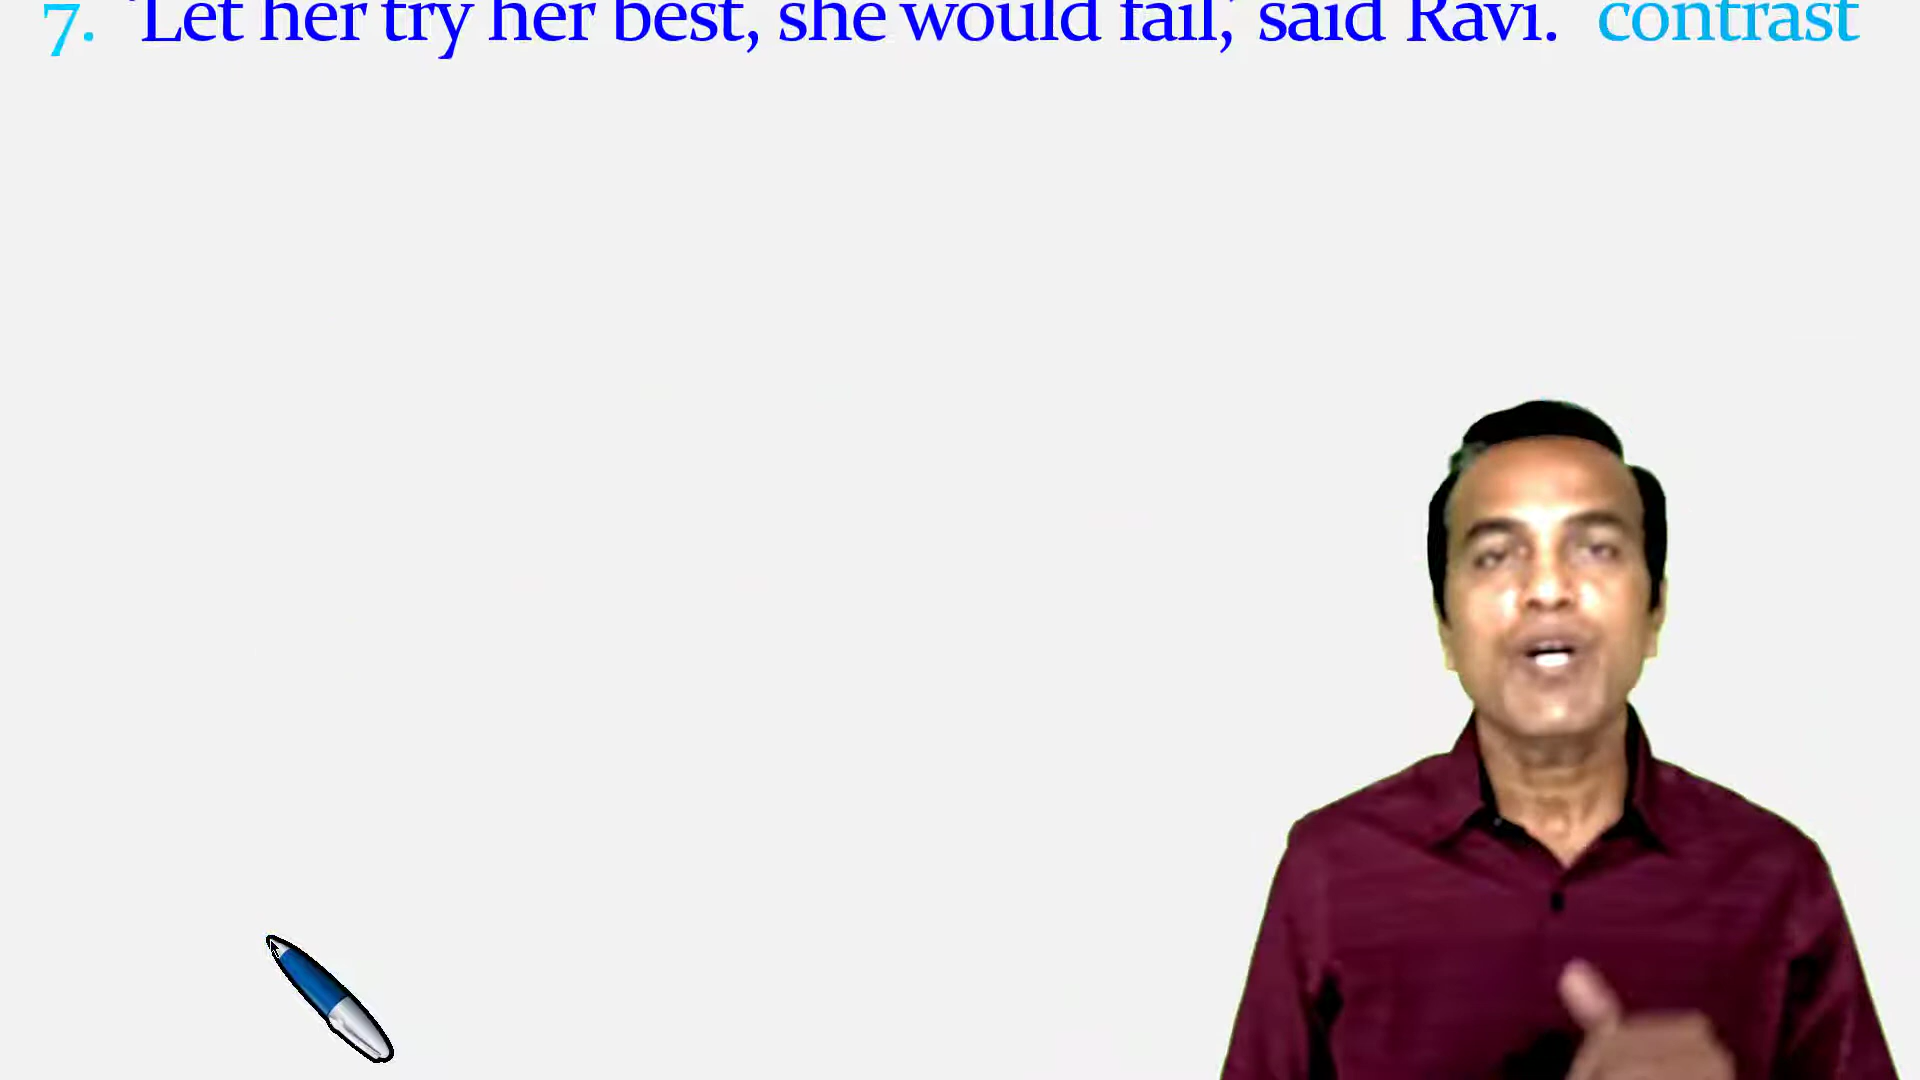 7. 'Let her try her best, she would fail,' said Ravi. contrast